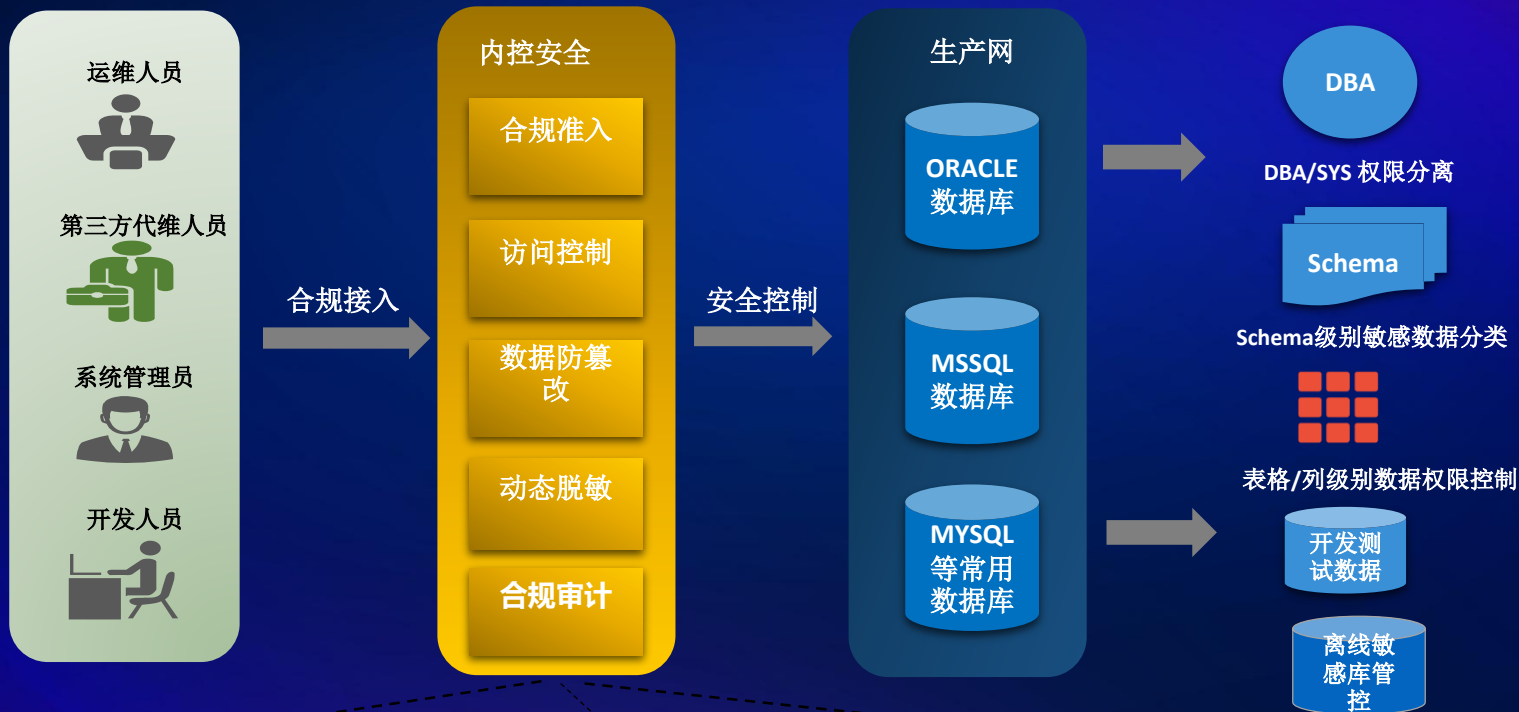 运维人员
第三方代维人员
系统管理员
开发人员
合规接入
内控安全
合规准入
访问控制
数据防篡
改
动态脱敏
合规审计
安全控制
生产网
ORACLE
数据库
MSSQL
数据库
MYSQL
等常用
数据库
DBA
DBA/SYS 权限分离
Schema
Schema级别敏感数据分类
表格/列级别数据权限控制
开发测
试数据
离线敏
感库管
控